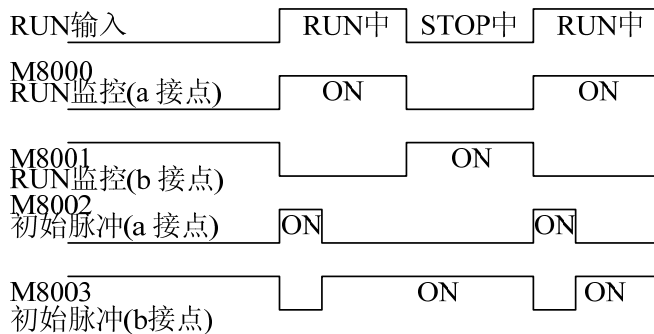 RUN输入 RUN中 STOP中 RUN中
M8000
RUN监控(a 接点) ON ON
M8001 ON
RUN监控(b 接点)
M8002
初始脉冲(a 接点) ON ON
M8003 ON ON
初始脉冲(b接点)